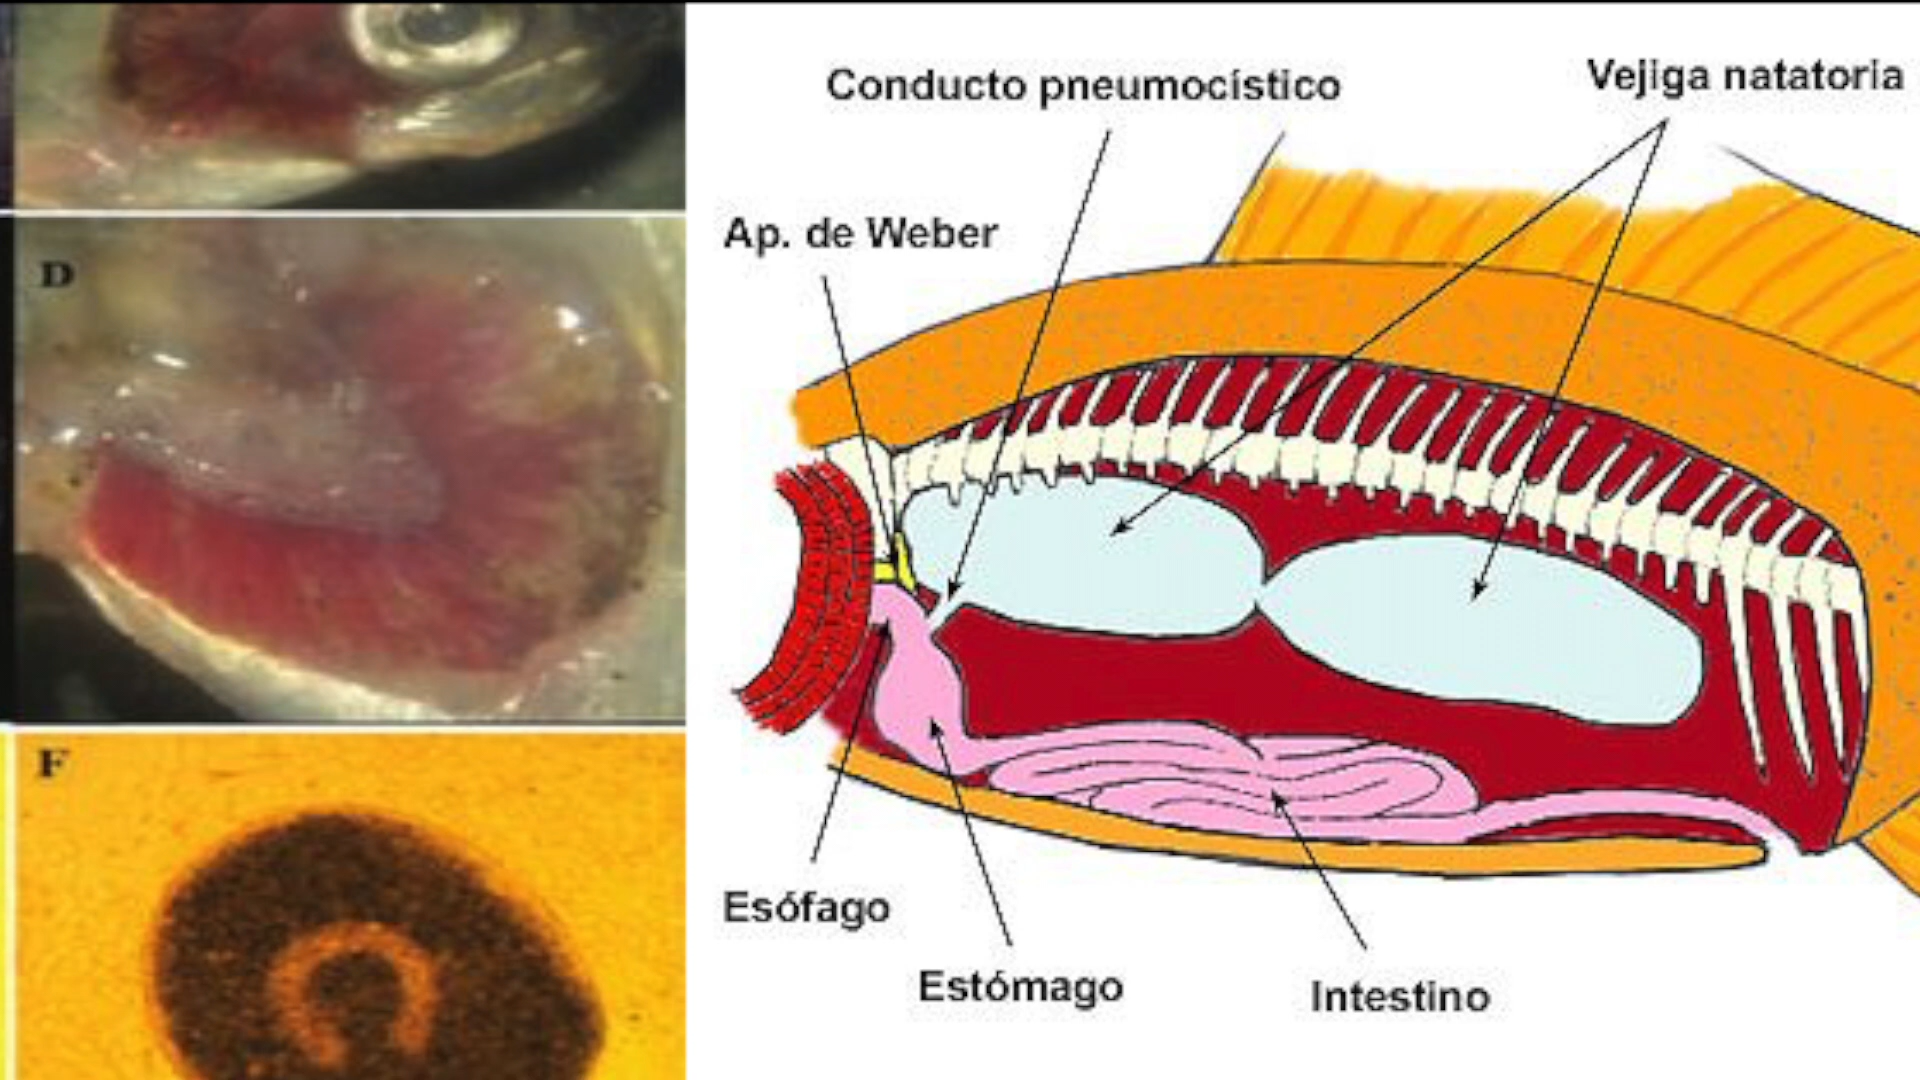 Conducto pneumocístico
Vejiga natatoria
Ap. de Weber
D
F
Esófago
Estómago
Intestino